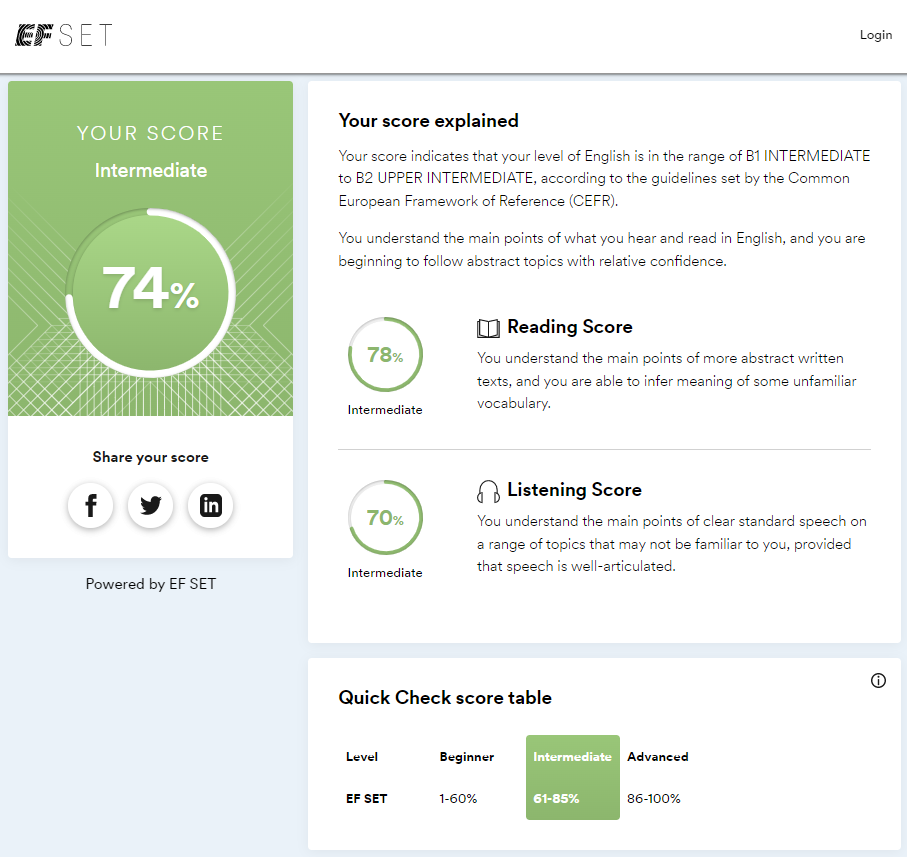 EF SET
Login
YOUR SCORE
Intermediate
74%
Share your score
Powered by EF SET
Your score explained
Your score indicates that your level of English is in the range of B1 INTERMEDIATE
to B2 UPPER INTERMEDIATE, according to the guidelines set by the Common
European Framework of Reference (CEFR).
You understand the main points of what you hear and read in English, and you are
beginning to follow abstract topics with relative confidence.
78%
Intermediate
Reading Score
You understand the main points of more abstract written
texts, and you are able to infer meaning of some unfamiliar
vocabulary.
70%
Intermediate
Listening Score
You understand the main points of clear standard speech on
a range of topics that may not be familiar to you, provided
that speech is well-articulated.
Quick Check score table
Level Beginner Intermediate Advanced
EF SET 1-60% 61-85% 86-100%